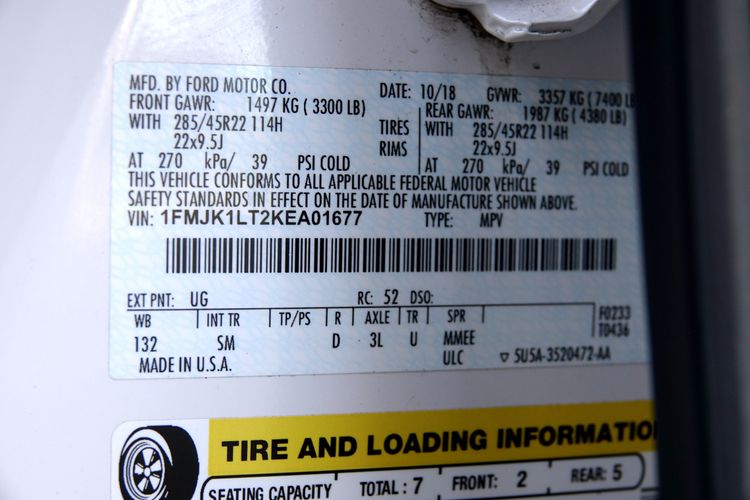 MFD. BY FORD MOTOR CO. DATE: 10/18 GVWR: 3357 KG ( 7400 LB
FRONT GAWR: 1497 KG ( 3300 LB) REAR GAWR: 1987 KG ( 4380 LB)
WITH 285/45R22 114H TIRES WITH 285/45R22 114H
22x9.5J RIMS 22x9.5J
AT 270 kPa/ 39 PSI COLD AT 270 kPa/ 39 PSI COLD
THIS VEHICLE CONFORMS TO ALL APPLICABLE FEDERAL MOTOR VEHICLE
SAFETY STANDARDS IN EFFECT ON THE DATE OF MANUFACTURE SHOWN ABOVE.
VIN: 1FMJK1LT2KEA01677 TYPE: MPV
EXT PNT: UG RC: 52 DSO:
WB INT TR TP/PS R AXLE TR SPR F0233
T0436
132 SM D 3L U MMEE
MADE IN U.S.A. ULC ▽ 5U5A-3520472-AA
TIRE AND LOADING INFORMATIO
SEATING CAPACITY TOTAL : 7 FRONT: 2 REAR: 5